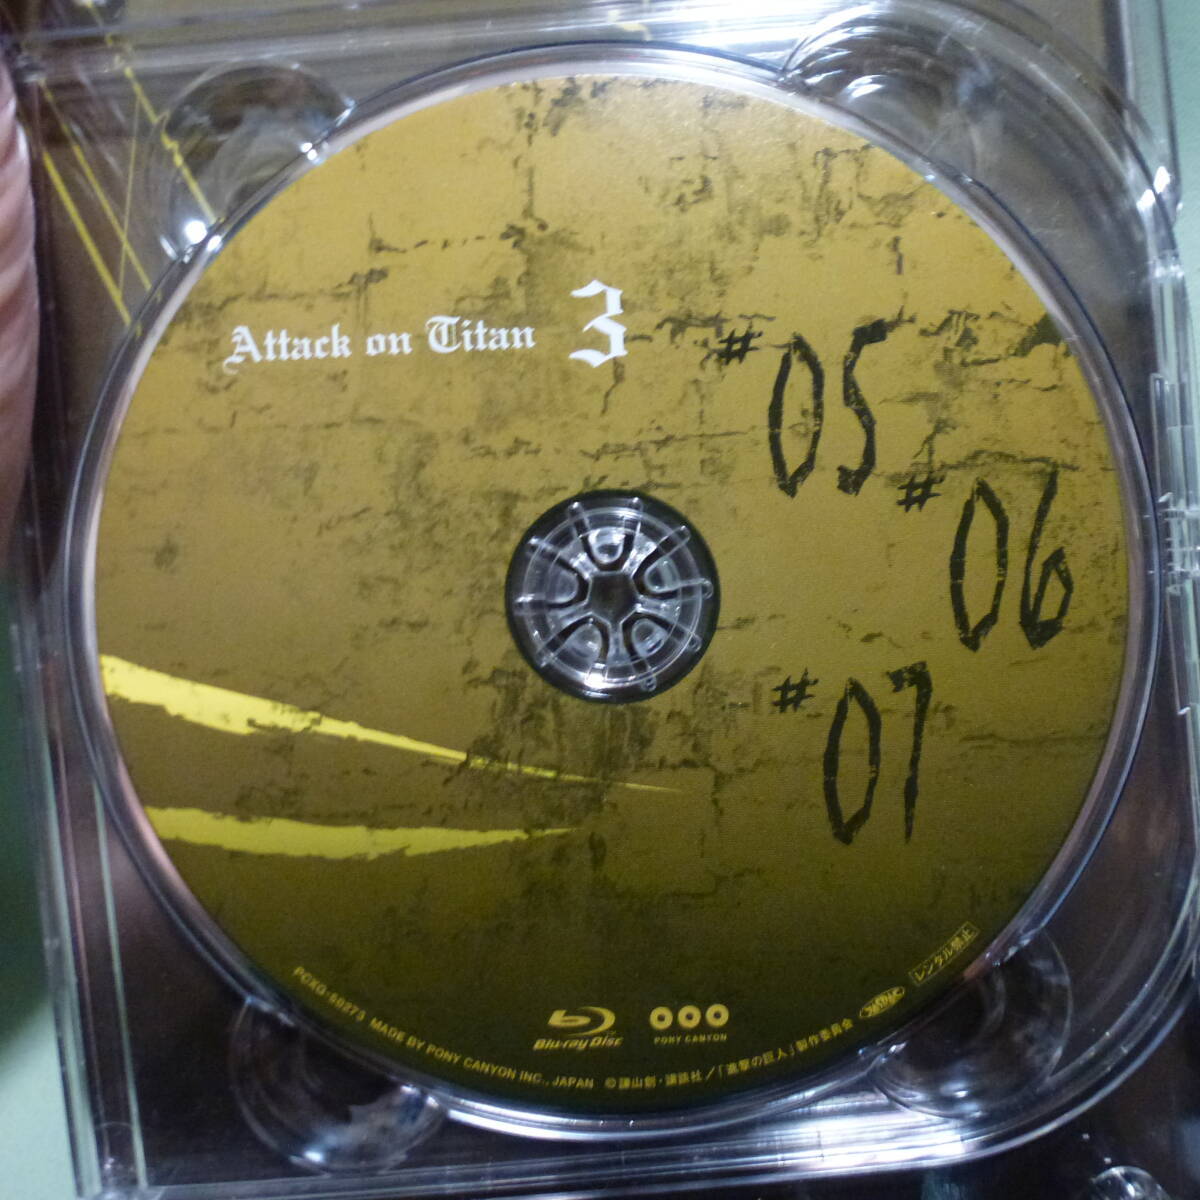 Attack on Titan 3
#05
#06
#07
レンタル禁止
Blu-ray Disc
PONY CANYON
PCXG-50273 MADE BY PONY CANYON INC., JAPAN ©諫山創・講談社/「進撃の巨人」製作委員会